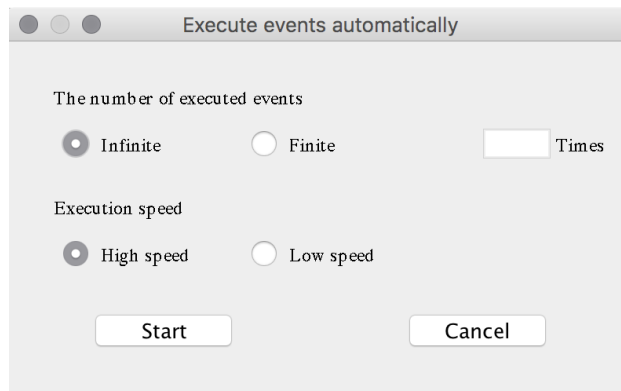 Execute events automatically
The number of executed events
Infinite Finite Times
Execution speed
High speed Low speed
Start Cancel